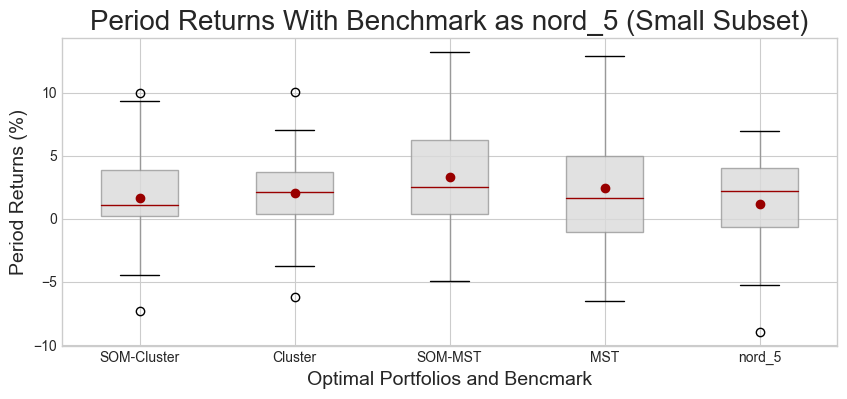 Period Returns With Benchmark as nord_5 (Small Subset)
Period Returns (%)
10
5
0
−5
−10
SOM-Cluster
Cluster
SOM-MST
MST
nord_5
Optimal Portfolios and Bencmark